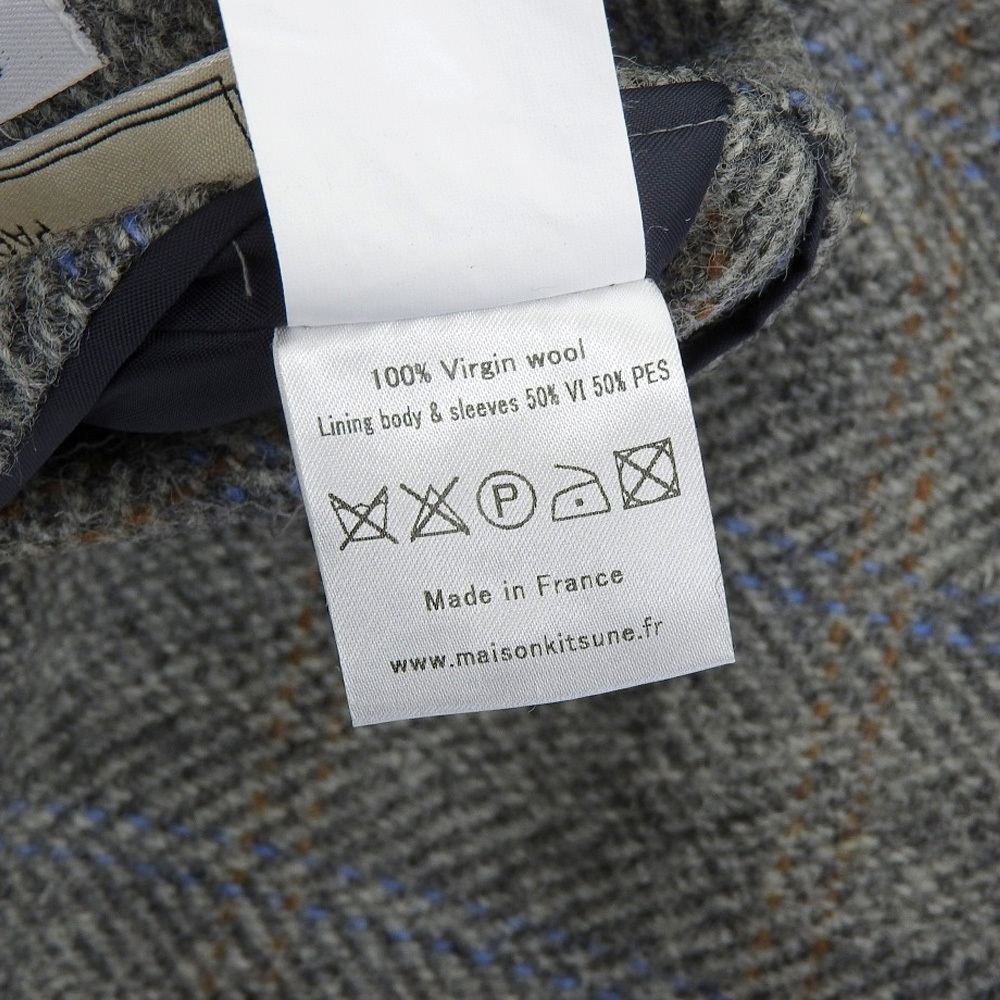 100% Virgin wool
Lining body & sleeves 50% VI 50% PES
P
Made in France
www.maisonkitsune.fr